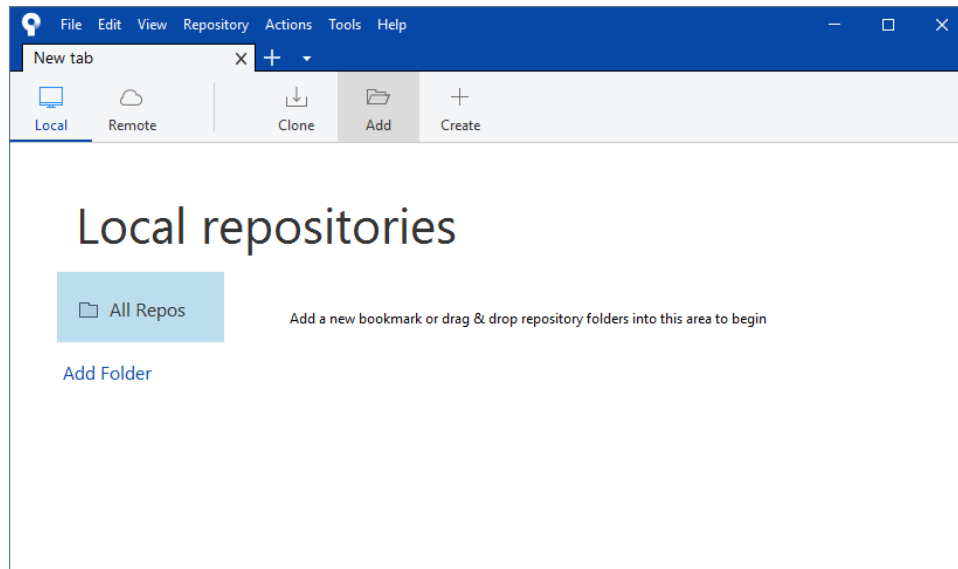 File Edit View Repository Actions Tools Help
New tab
Local Remote Clone Add Create
Local repositories
All Repos
Add a new bookmark or drag & drop repository folders into this area to begin
Add Folder